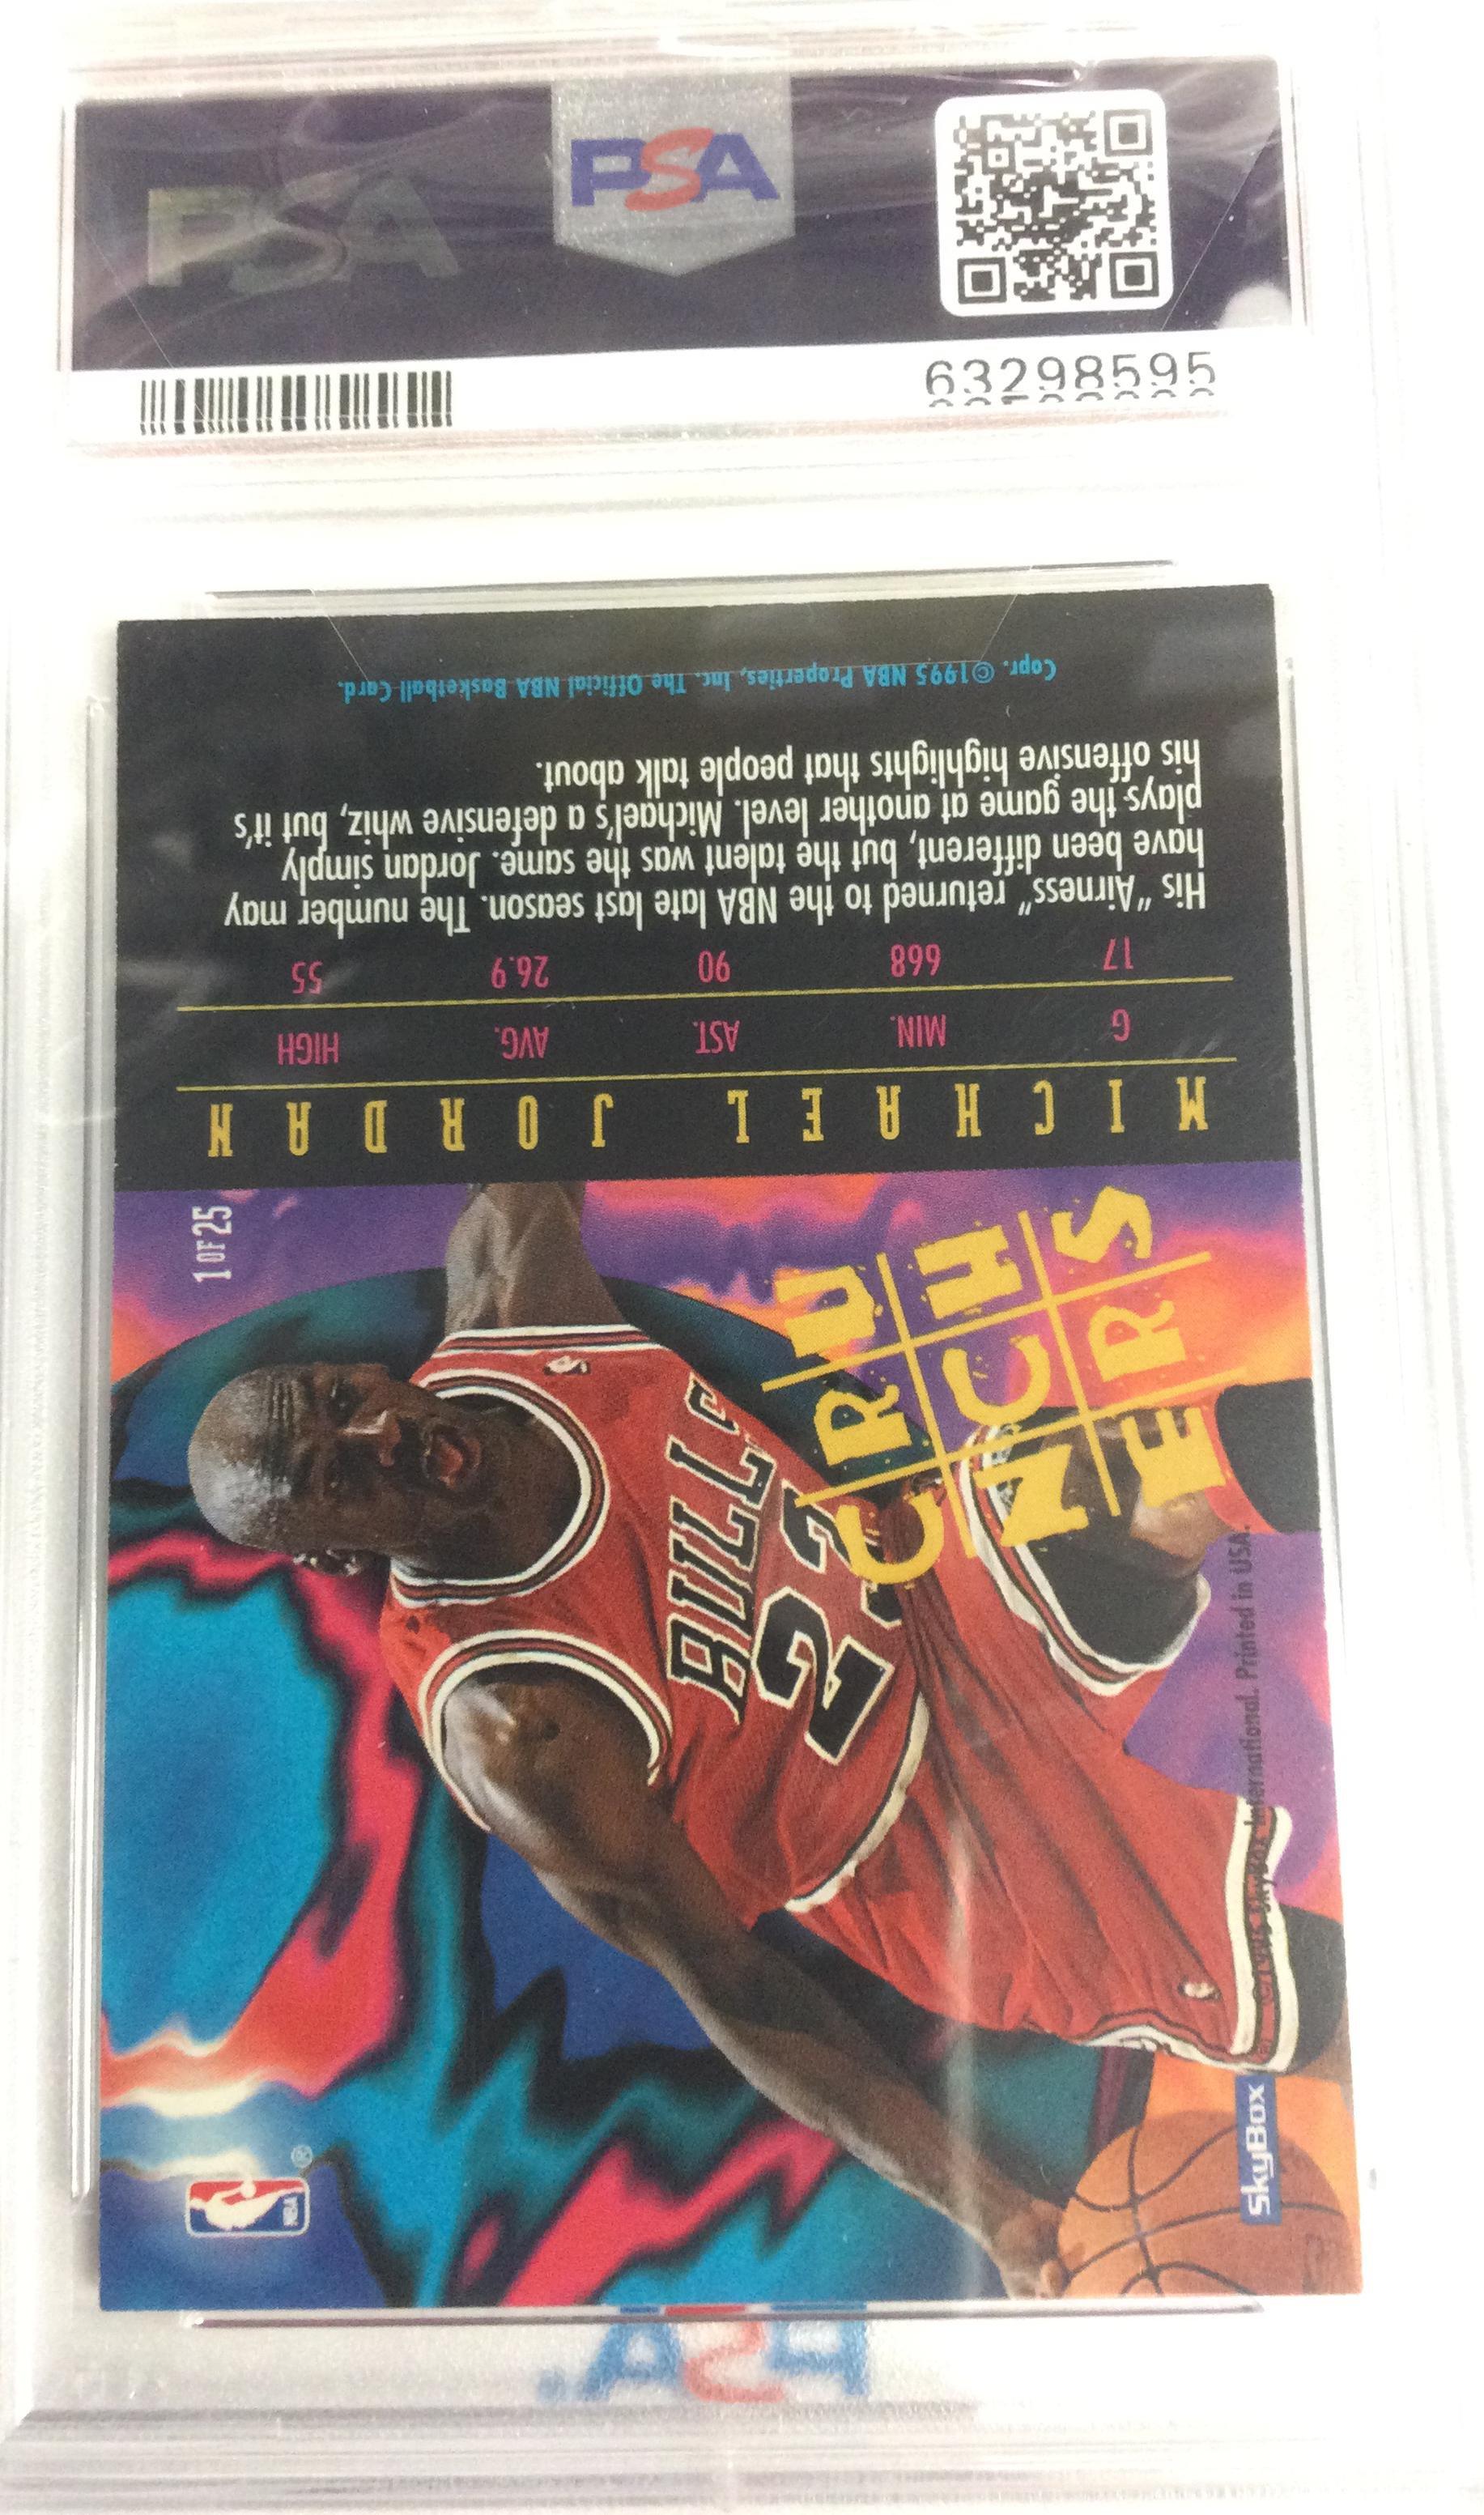 PSA
PSA
63298595
Copr. ©1995 NBA Properties, Inc. The Official NBA Basketball Card.
His "Airness" returned to the NBA late last season. The number may
have been different, but the talent was the same. Jordan simply
plays the game at another level. Michael's a defensive whiz, but it's
his offensive highlights that people talk about.
17 668 90 26.9 55
G MIN. AST. AVG. HIGH
MICHAEL JORDAN
1 OF 25
CRU
NCH
ERS
BULLS
23
International. Printed in USA.
SkyBox
NBA
®
PSA